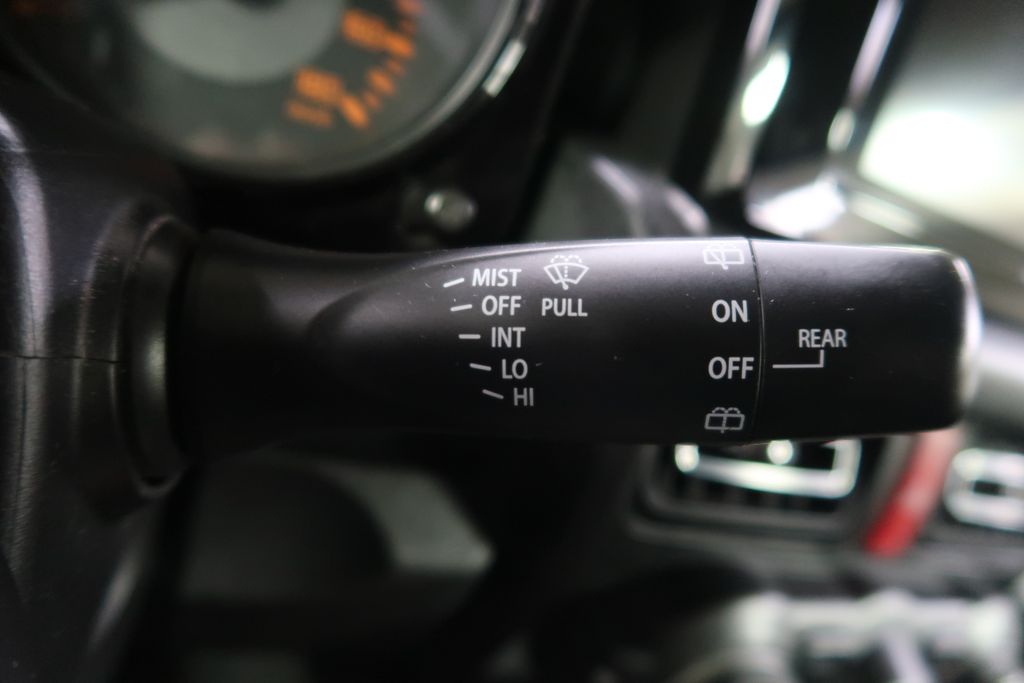 MIST
OFF
PULL
INT
LO
HI
ON
OFF
REAR